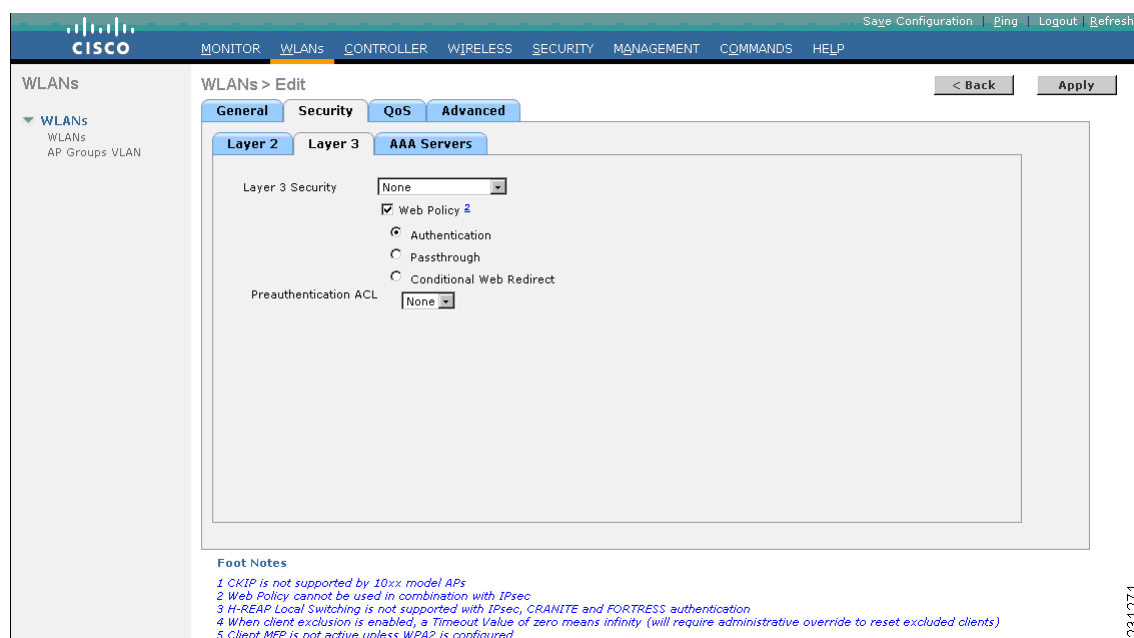 Save Configuration | Ping | Logout | Refresh
CISCO
MONITOR WLANs CONTROLLER WIRELESS SECURITY MANAGEMENT COMMANDS HELP
WLANs
WLANs > Edit
< Back
Apply
General Security QoS Advanced
WLANs
WLANs
AP Groups VLAN
Layer 2 Layer 3 AAA Servers
Layer 3 Security None
Web Policy 2
Authentication
Passthrough
Conditional Web Redirect
Preauthentication ACL None
Foot Notes
1 CKIP is not supported by 10xx model APs
2 Web Policy cannot be used in combination with IPsec
3 H-REAP Local Switching is not supported with IPsec, CRANITE and FORTRESS authentication
4 When client exclusion is enabled, a Timeout Value of zero means infinity (will require administrative override to reset excluded clients)
5 Client MFP is not active unless WPA2 is configured
231271